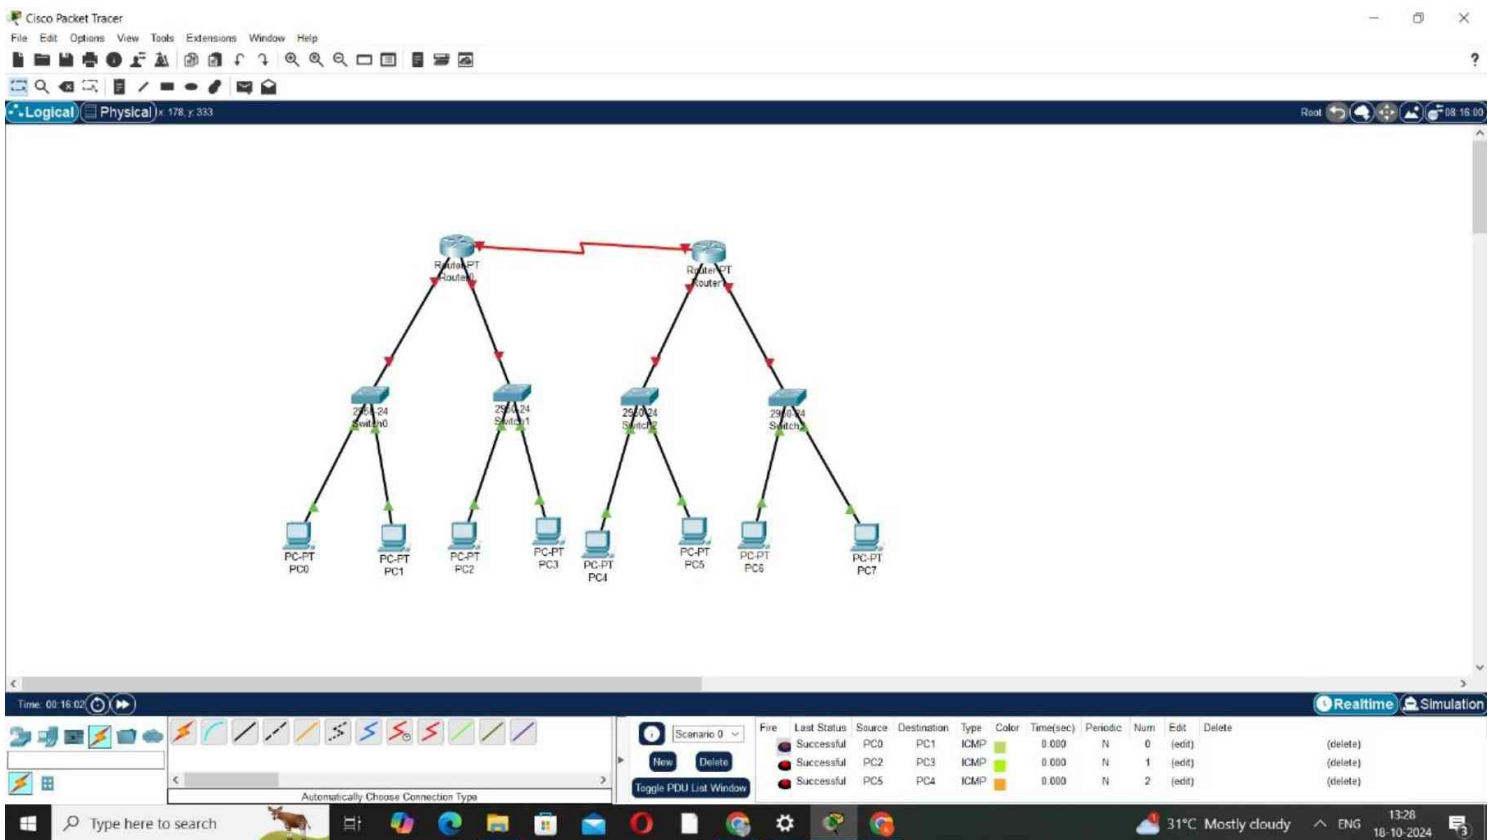 Cisco Packet Tracer
File Edit Options View Tools Extensions Window Help
?
Logical Physical x: 178, y: 333 Root 08:16:00
Router-PT
Router0
Router-PT
Router1
2950-24
Switch0
2950-24
Switch1
2950-24
Switch2
2950-24
PC-PT
PC0
PC-PT
PC1
PC-PT
PC2
PC-PT
PC3
PC-PT
PC4
PC-PT
PC5
PC-PT
PC6
PC-PT
PC7
Time: 00:16:02 Realtime Simulation
Automatically Choose Connection Type
Scenario 0
New Delete
Toggle PDU List Window
Fire Last Status Source Destination Type Color Time(sec) Periodic Num Edit Delete
Successful PC0 PC1 ICMP 0.000 N 0 (edit) (delete)
Successful PC2 PC3 ICMP 0.000 N 1 (edit) (delete)
Successful PC5 PC4 ICMP 0.000 N 2 (edit) (delete)
Type here to search 31°C Mostly cloudy ENG 13:28
18-10-2024 3